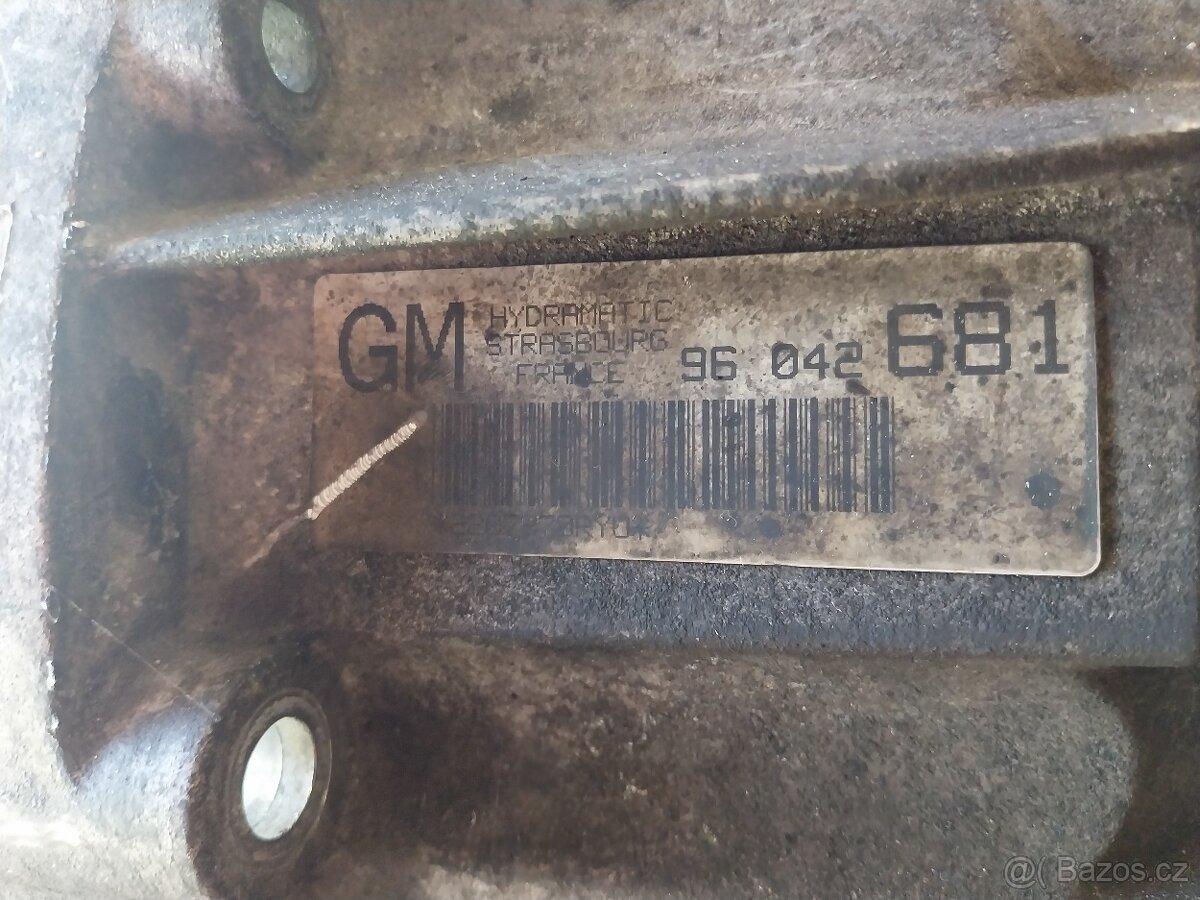 GM HYDRAMATIC
STRASBOURG
FRANCE 96 042 681
@( Bazos.cz